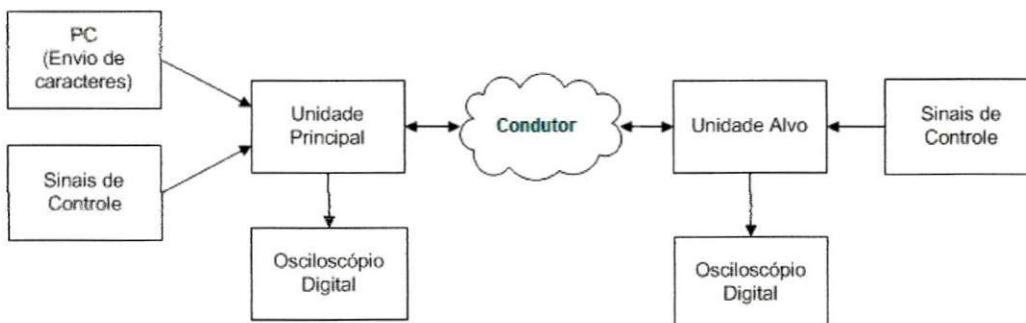 PC
(Envio de
caracteres)
Sinais de
Controle
Unidade
Principal
Osciloscópio
Digital
Condutor
Unidade Alvo
Osciloscópio
Digital
Sinais de
Controle